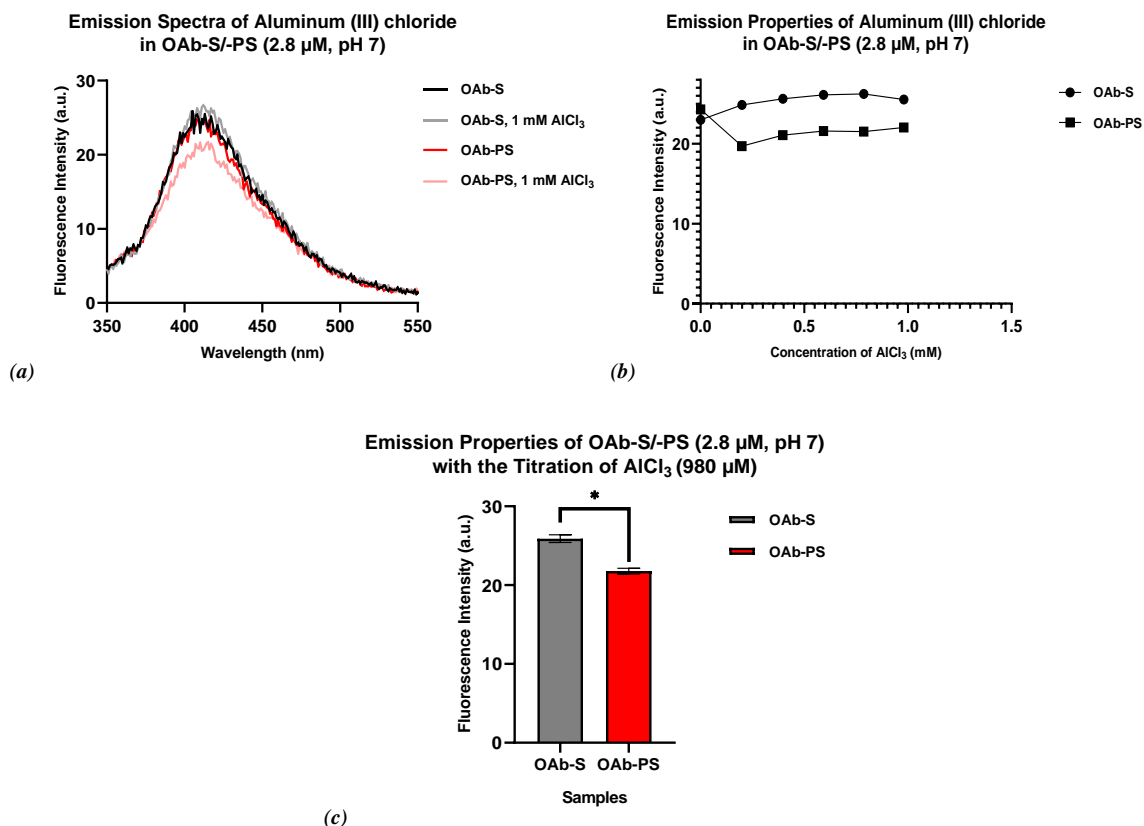 Emission Spectra of Aluminum (III) chloride
in OAb-S/-PS (2.8 µM, pH 7)
Fluorescence Intensity (a.u.)
30
20
10
0
350
400
450
500
550
Wavelength (nm)
OAb-S
OAb-S, 1 mM AlCl₃
OAb-PS
OAb-PS, 1 mM AlCl₃
(a)
Emission Properties of Aluminum (III) chloride
in OAb-S/-PS (2.8 µM, pH 7)
Fluorescence Intensity (a.u.)
20
10
0
0.0
0.5
1.0
1.5
Concentration of AlCl₃ (mM)
OAb-S
OAb-PS
(b)
Emission Properties of OAb-S/-PS (2.8 µM, pH 7)
with the Titration of AlCl₃ (980 µM)
Fluorescence Intensity (a.u.)
30
20
10
0
*
OAb-S OAb-PS
Samples
OAb-S
OAb-PS
(c)